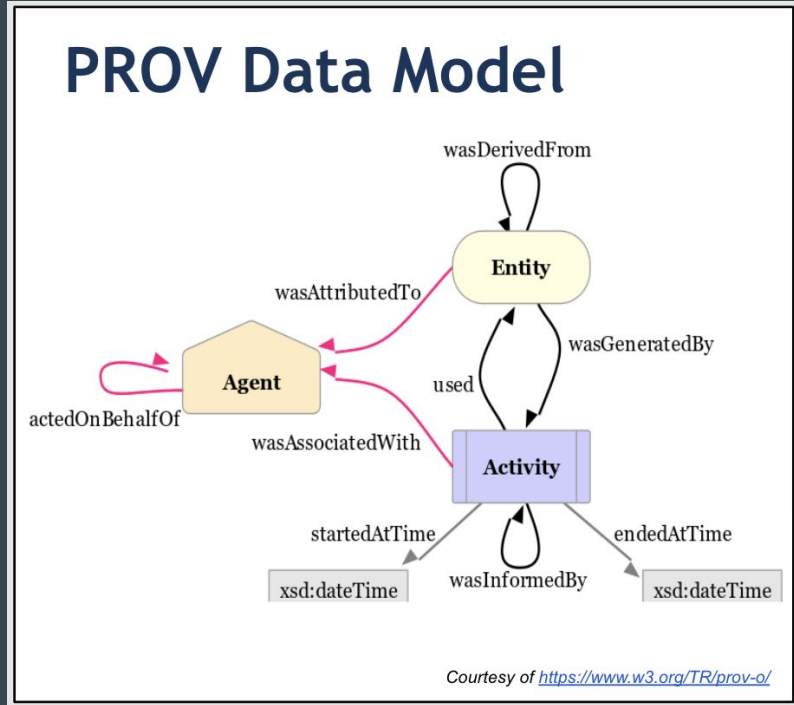 PROV Data Model
wasDerivedFrom
Entity
wasAttributedTo
wasGeneratedBy
Agent
used
actedOnBehalfOf
wasAssociatedWith
Activity
startedAtTime
endedAtTime
wasInformedBy
xsd:dateTime
xsd:dateTime
Courtesy of https://www.w3.org/TR/prov-o/